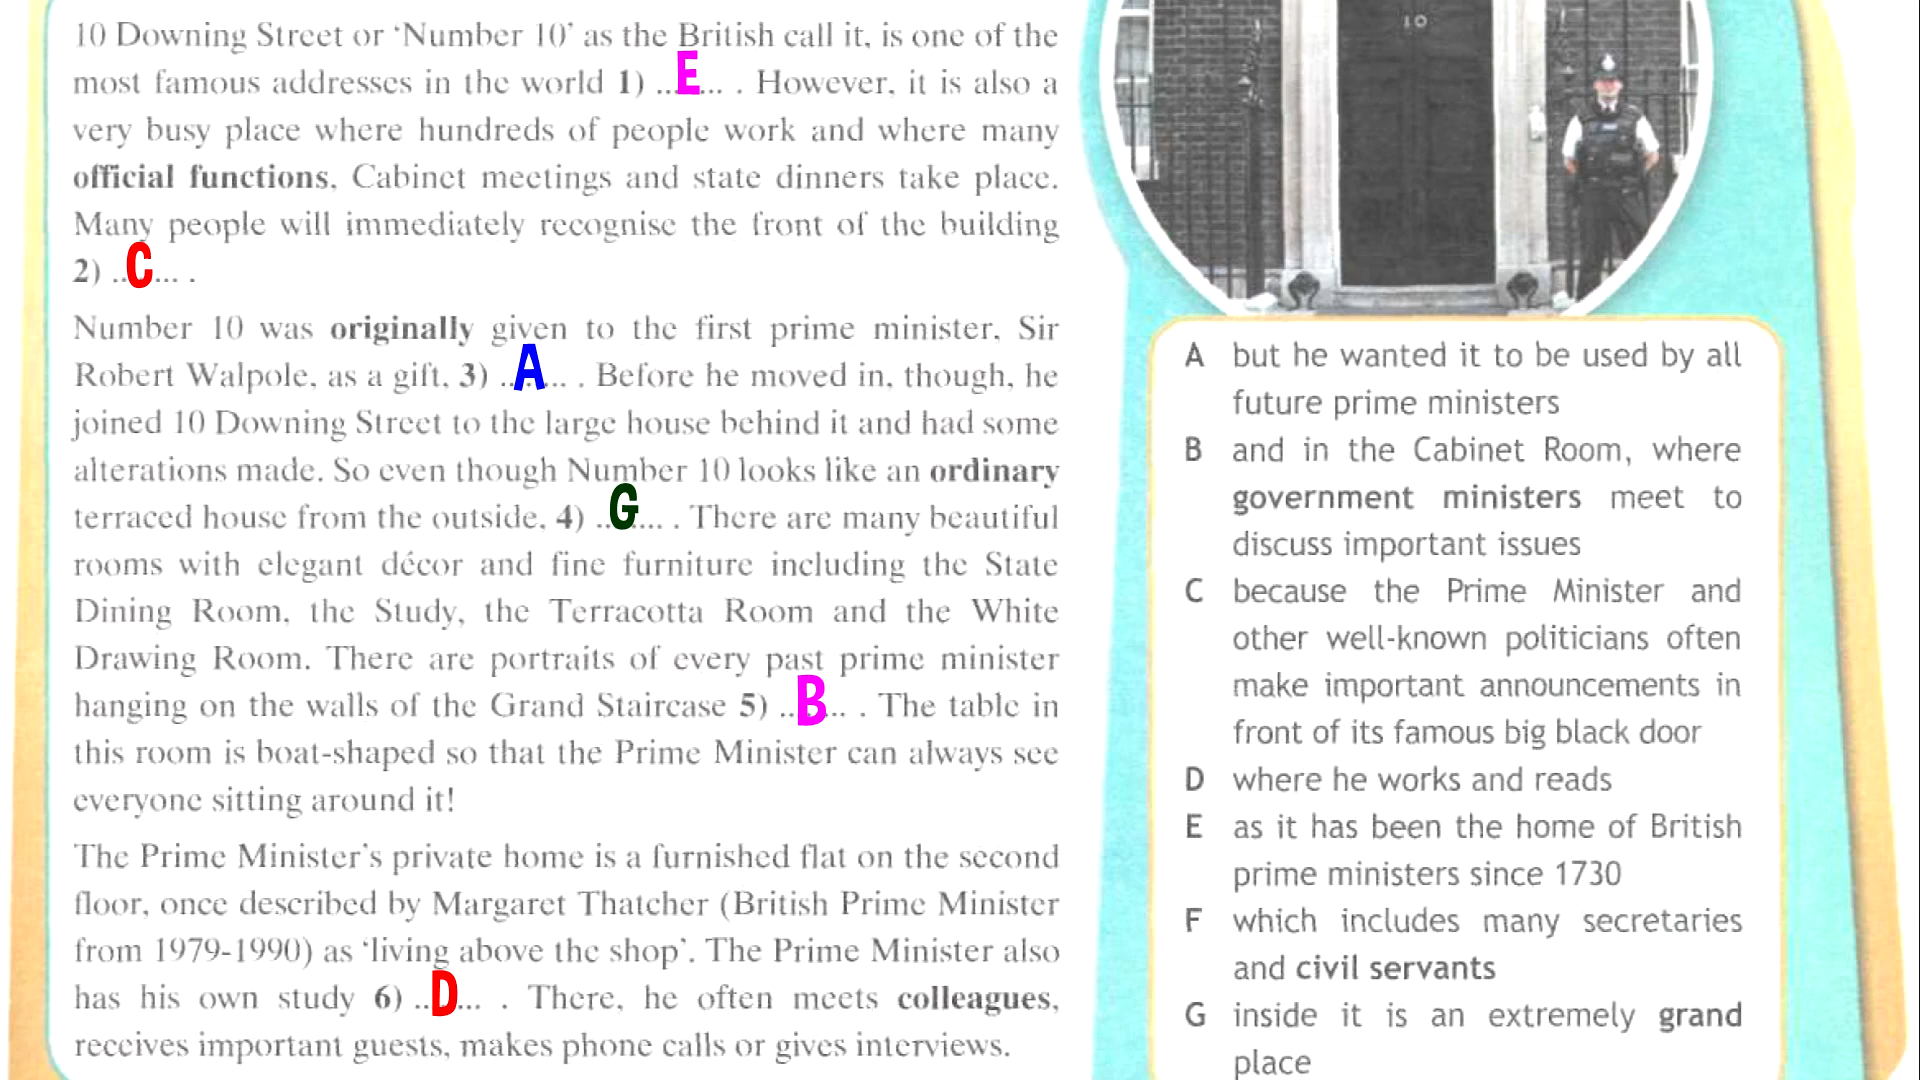 10 Downing Street or ‘Number 10’ as the British call it, is one of the
most famous addresses in the world 1) ..E... . However, it is also a
very busy place where hundreds of people work and where many
official functions, Cabinet meetings and state dinners take place.
Many people will immediately recognise the front of the building
2) ..C... .
Number 10 was originally given to the first prime minister, Sir
Robert Walpole, as a gift, 3) ..A... . Before he moved in, though, he
joined 10 Downing Street to the large house behind it and had some
alterations made. So even though Number 10 looks like an ordinary
terraced house from the outside, 4) ..G... . There are many beautiful
rooms with elegant décor and fine furniture including the State
Dining Room, the Study, the Terracotta Room and the White
Drawing Room. There are portraits of every past prime minister
hanging on the walls of the Grand Staircase 5) ..B... . The table in
this room is boat-shaped so that the Prime Minister can always see
everyone sitting around it!
The Prime Minister’s private home is a furnished flat on the second
floor, once described by Margaret Thatcher (British Prime Minister
from 1979-1990) as ‘living above the shop’. The Prime Minister also
has his own study 6) ..D... . There, he often meets colleagues,
receives important guests, makes phone calls or gives interviews.
10
A but he wanted it to be used by all
future prime ministers
B and in the Cabinet Room, where
government ministers meet to
discuss important issues
C because the Prime Minister and
other well-known politicians often
make important announcements in
front of its famous big black door
D where he works and reads
E as it has been the home of British
prime ministers since 1730
F which includes many secretaries
and civil servants
G inside it is an extremely grand
place